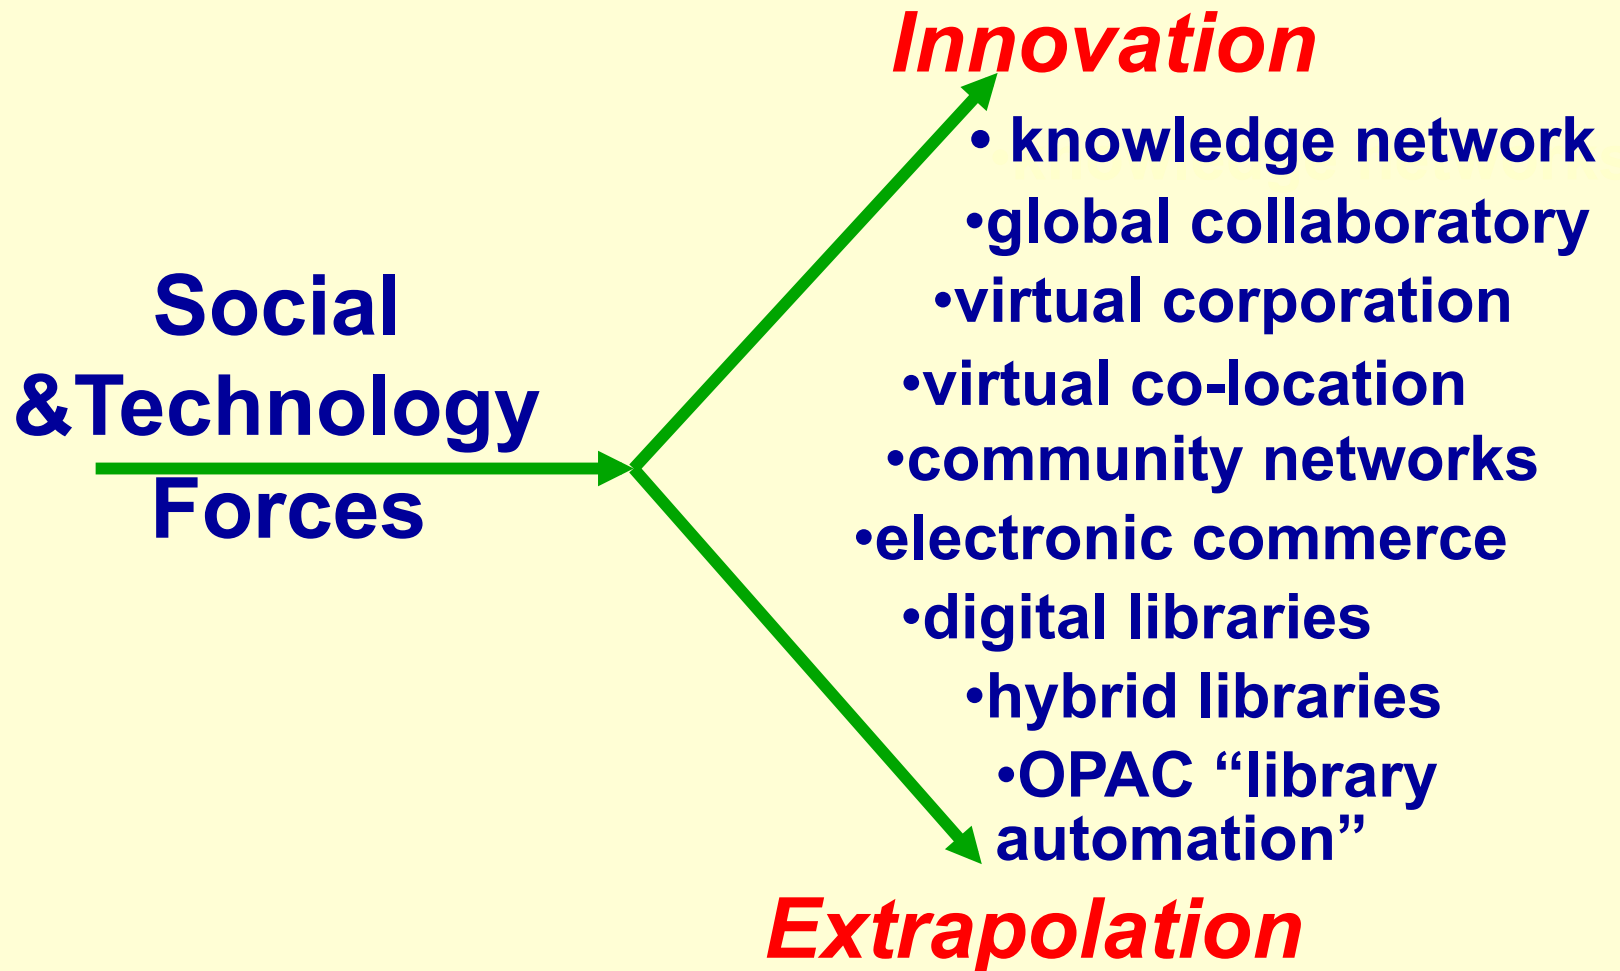 Innovation
• knowledge network
•global collaboratory
•virtual corporation
•virtual co-location
•community networks
•electronic commerce
•digital libraries
•hybrid libraries
•OPAC “library
automation”
Extrapolation
Social
&Technology
Forces